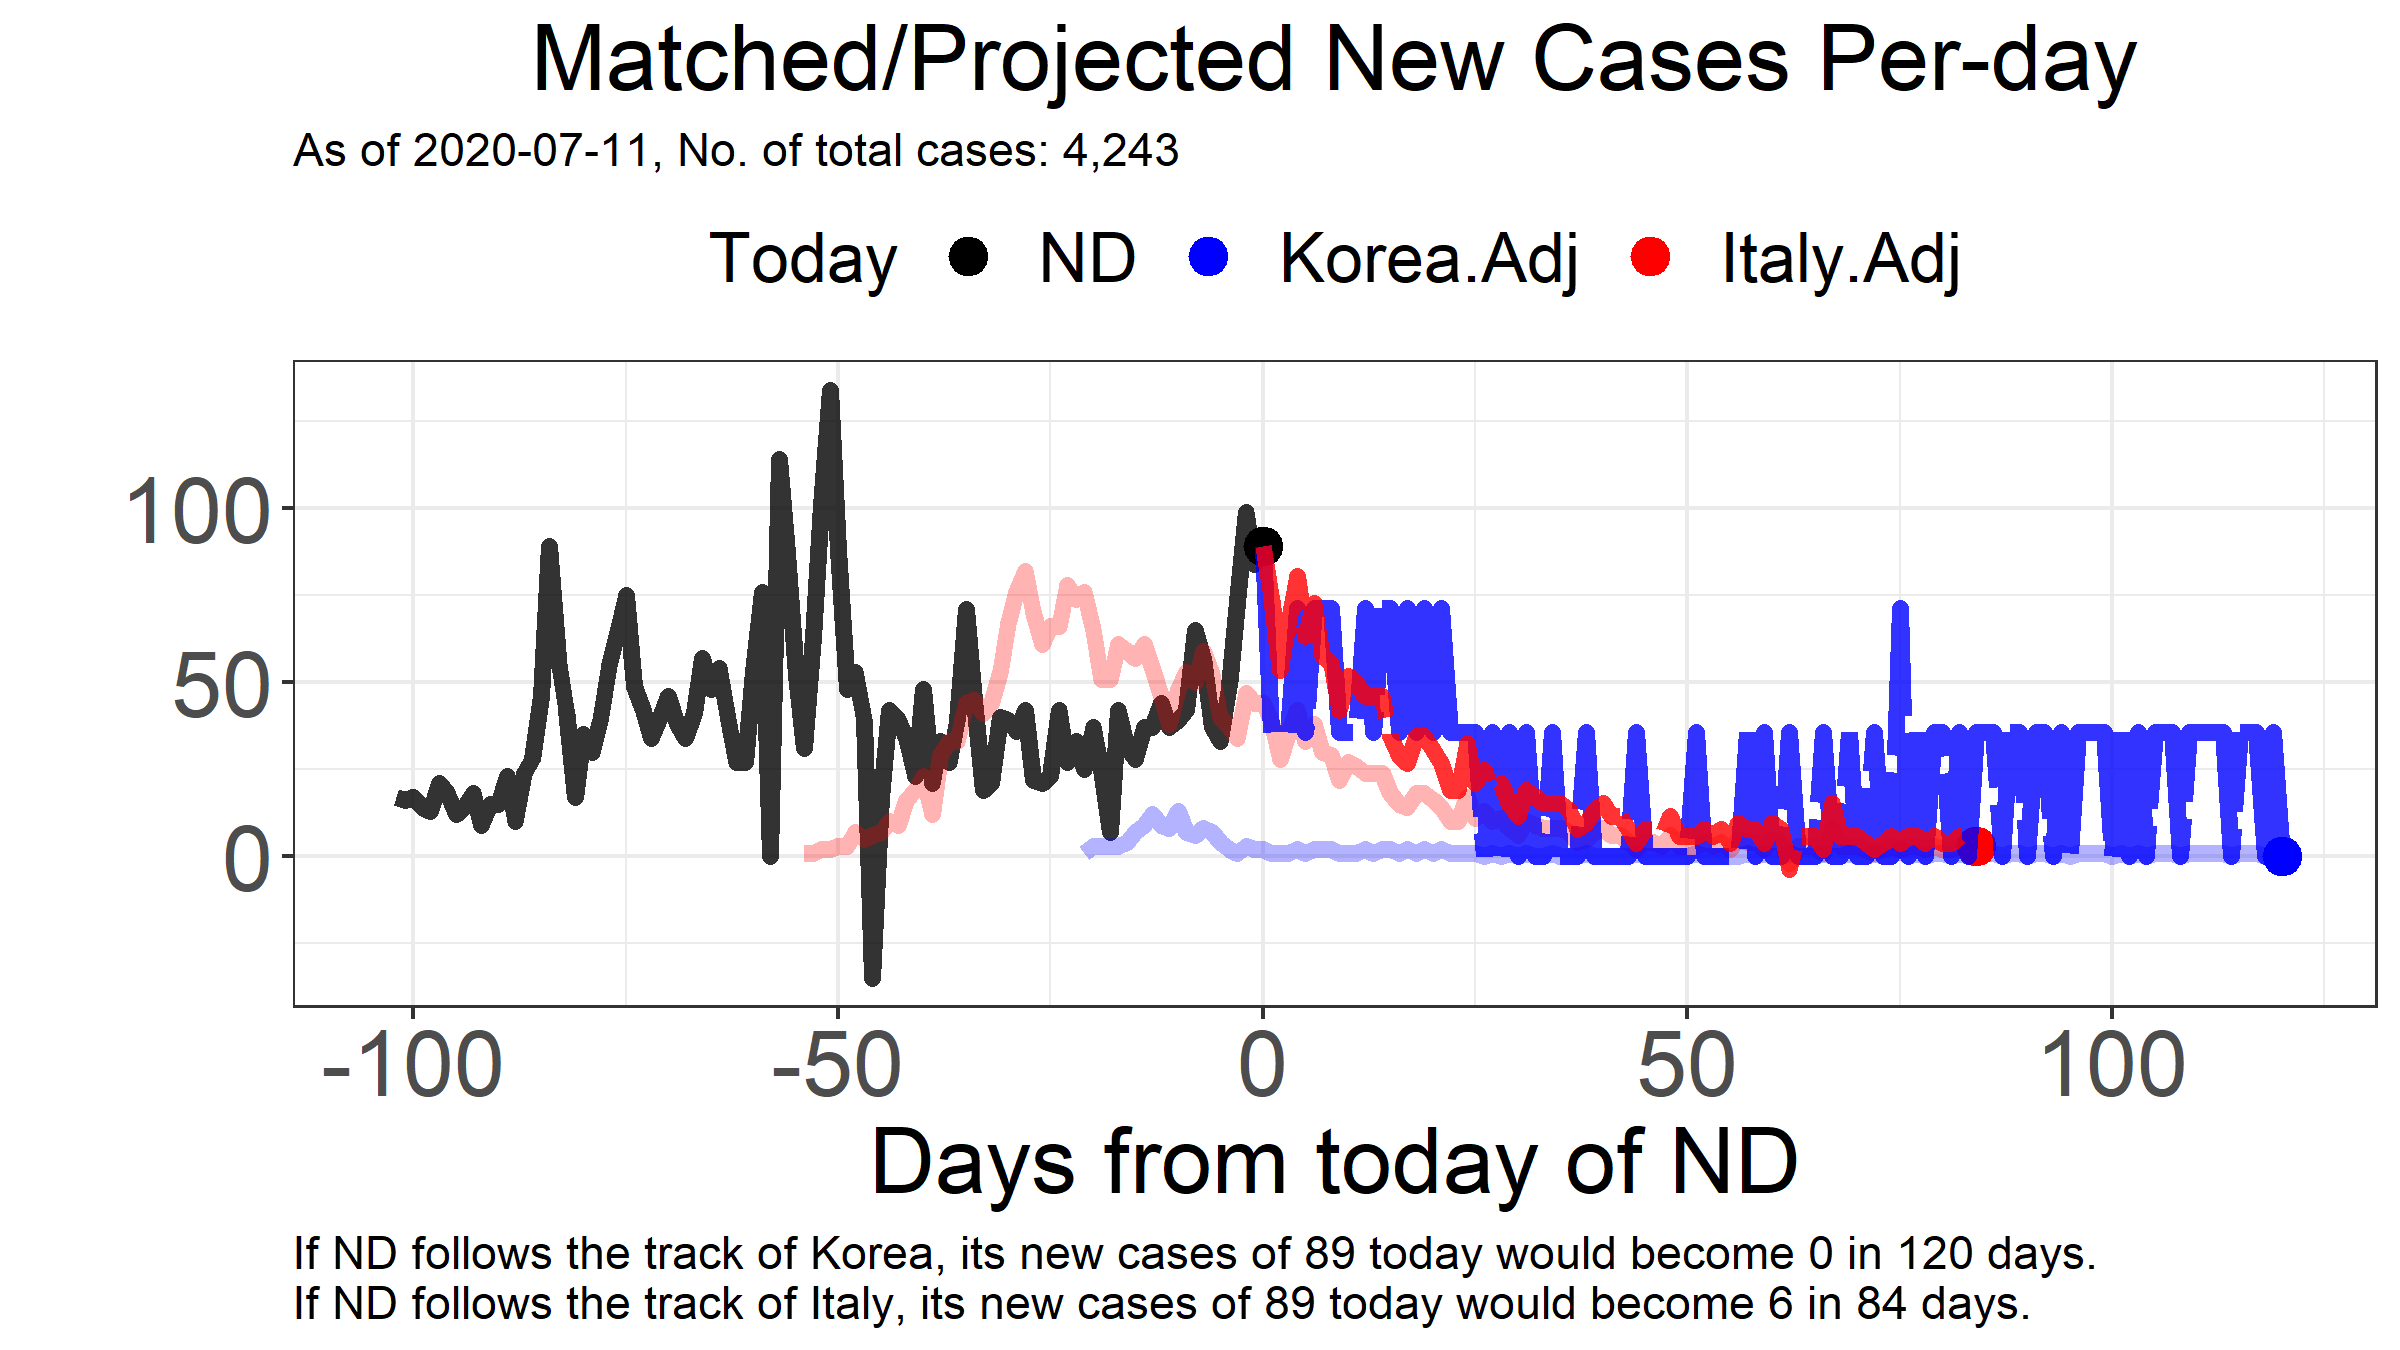 Matched/Projected New Cases Per-day
As of 2020-07-11, No. of total cases: 4,243
Today ND Korea.Adj Italy.Adj
100
50
0
-100 -50 0 50 100
Days from today of ND
If ND follows the track of Korea, its new cases of 89 today would become 0 in 120 days.
If ND follows the track of Italy, its new cases of 89 today would become 6 in 84 days.